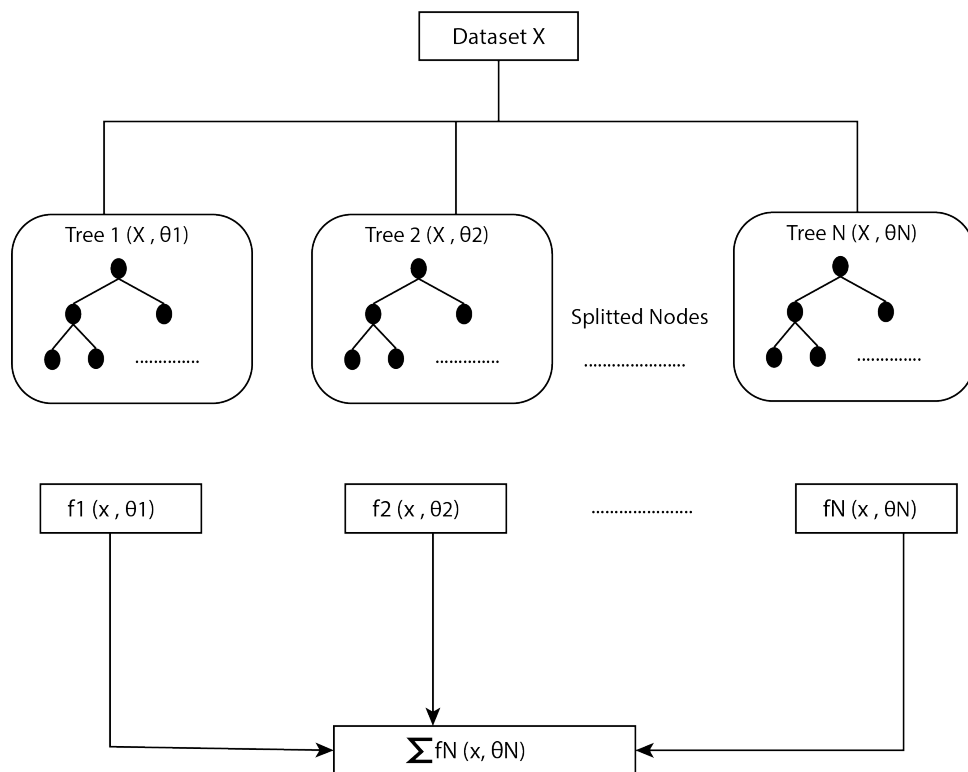 Dataset X
Tree 1 (X , θ1)
Tree 2 (X , θ2)
Tree N (X , θN)
Splitted Nodes
..............
..............
......................
..............
f1 (x , θ1)
f2 (x , θ2)
......................
fN (x , θN)
∑ fN (x, θN)